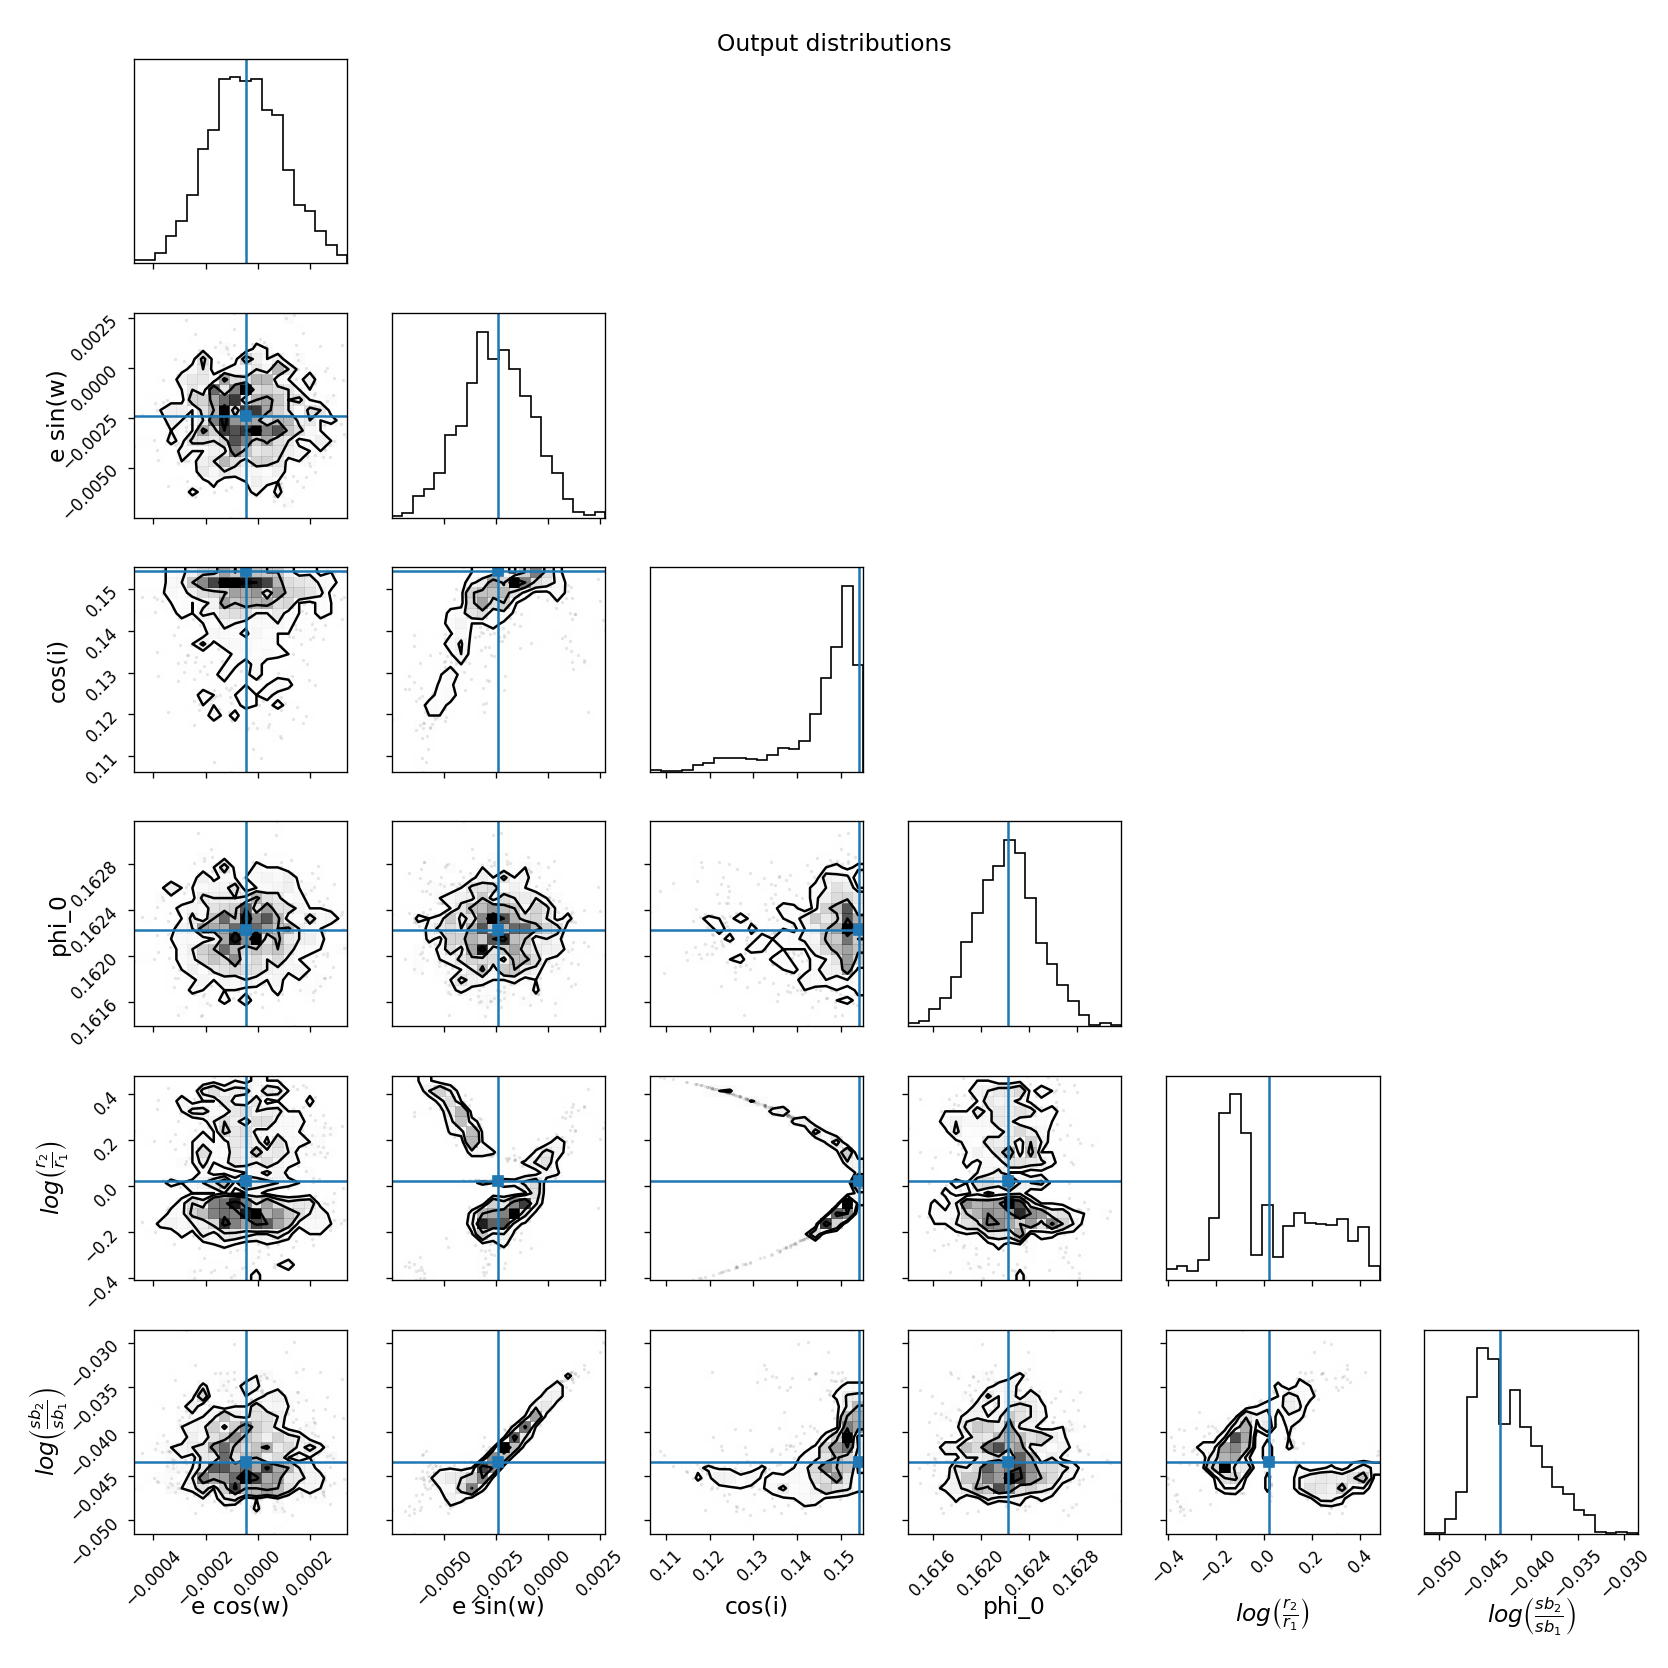 Output distributions
e sin(w)
0.0025
0.0000
−0.0025
−0.0050
cos(i)
0.15
0.14
0.13
0.12
0.11
phi_0
0.1628
0.1624
0.1620
0.1616
log(r₂/r₁)
0.4
0.2
0.0
−0.2
−0.4
log(sb₂/sb₁)
−0.030
−0.035
−0.040
−0.045
−0.050
−0.0004 −0.0002 0.0000 0.0002
e cos(w)
−0.0050 −0.0025 0.0000 0.0025
e sin(w)
0.11 0.12 0.13 0.14 0.15
cos(i)
0.1616 0.1620 0.1624 0.1628
phi_0
−0.4 −0.2 0.0 0.2 0.4
log(r₂/r₁)
−0.050 −0.045 −0.040 −0.035 −0.030
log(sb₂/sb₁)